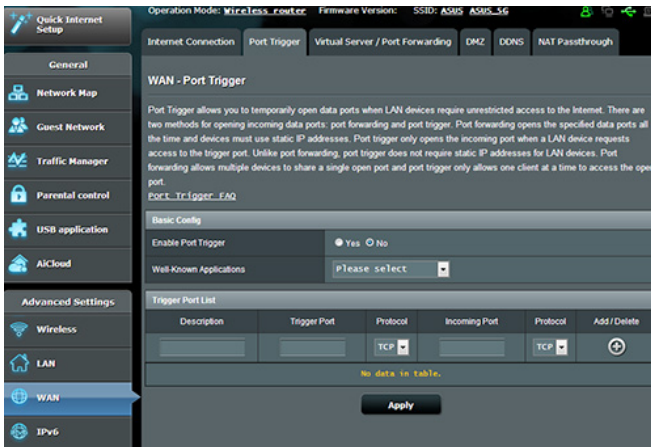 Quick Internet
Setup
Operation Mode: Wireless router Firmware Version: SSID: ASUS ASUS_5G
Internet Connection Port Trigger Virtual Server / Port Forwarding DMZ DDNS NAT Passthrough
General
Network Map
Guest Network
Traffic Manager
Parental control
USB application
AiCloud
Advanced Settings
Wireless
LAN
WAN
IPv6
WAN - Port Trigger
Port Trigger allows you to temporarily open data ports when LAN devices require unrestricted access to the Internet. There are
two methods for opening incoming data ports: port forwarding and port trigger. Port forwarding opens the specified data ports all
the time and devices must use static IP addresses. Port trigger only opens the incoming port when a LAN device requests
access to the trigger port. Unlike port forwarding, port trigger does not require static IP addresses for LAN devices. Port
forwarding allows multiple devices to share a single open port and port trigger only allows one client at a time to access the open
port.
Port Trigger FAQ
Basic Config
Enable Port Trigger Yes No
Well-Known Applications Please select
Trigger Port List
Description Trigger Port Protocol Incoming Port Protocol Add / Delete
TCP TCP
No data in table.
Apply